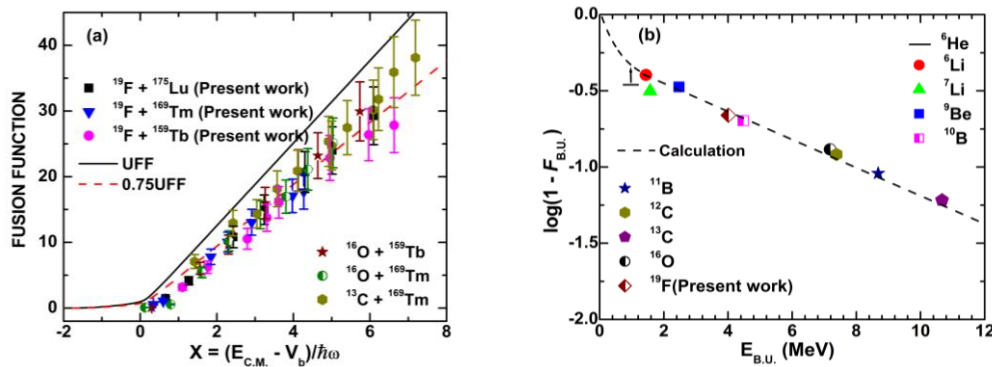 (a)
40
30
20
10
0
-2
0
2
4
6
8
FUSION FUNCTION
X = (E_C.M. - V_b)/ħω
¹⁹F + ¹⁷⁵Lu (Present work)
¹⁹F + ¹⁶⁹Tm (Present work)
¹⁹F + ¹⁵⁹Tb (Present work)
UFF
0.75UFF
¹⁶O + ¹⁵⁹Tb
¹⁶O + ¹⁶⁹Tm
¹³C + ¹⁶⁹Tm
(b)
0.0
-0.5
-1.0
-1.5
-2.0
0
2
4
6
8
10
12
log(1 - F_B.U.)
E_B.U. (MeV)
⁶He
⁶Li
⁷Li
⁹Be
¹⁰B
Calculation
¹¹B
¹²C
¹³C
¹⁶O
¹⁹F(Present work)